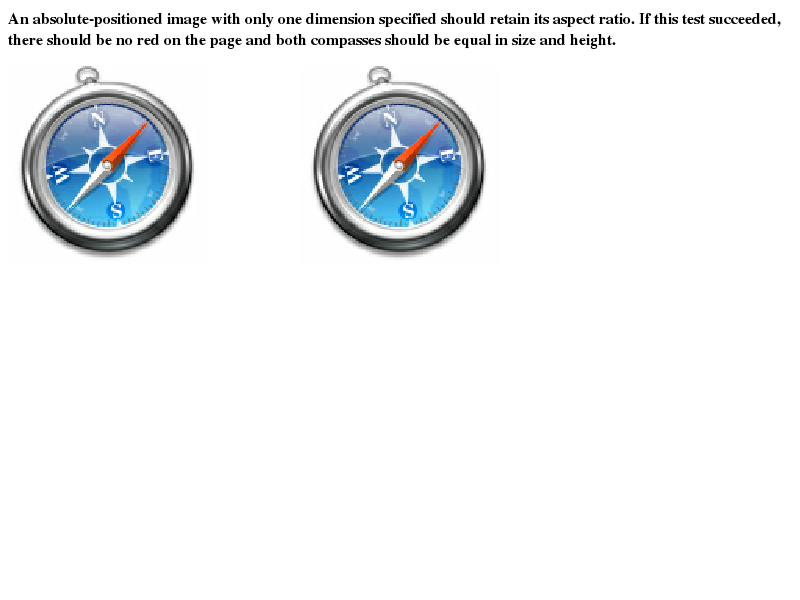 An absolute-positioned image with only one dimension specified should retain its aspect ratio. If this test succeeded,
there should be no red on the page and both compasses should be equal in size and height.
N
E
W
S
N
E
W
S